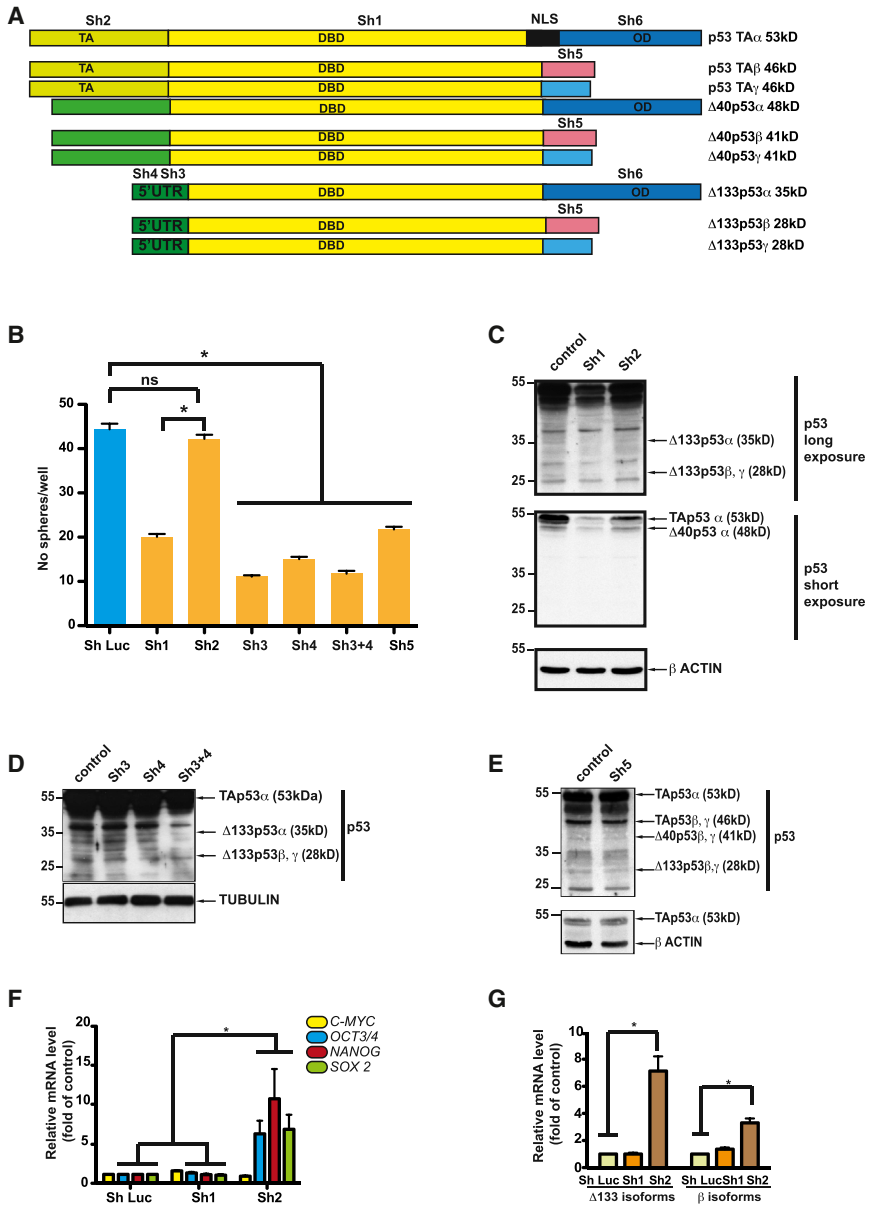 A
Sh2 Sh1 NLS Sh6
TA DBD OD p53 TAα 53kD
Sh5
TA DBD p53 TAβ 46kD
TA DBD p53 TAγ 46kD
DBD OD Δ40p53α 48kD
Sh5
DBD Δ40p53β 41kD
DBD Δ40p53γ 41kD
Sh4 Sh3 Sh6
5'UTR DBD OD Δ133p53α 35kD
Sh5
5'UTR DBD Δ133p53β 28kD
5'UTR DBD Δ133p53γ 28kD
B
*
ns
*
No spheres/well
50
40
30
20
10
0
Sh Luc Sh1 Sh2 Sh3 Sh4 Sh3+4 Sh5
C
control Sh1 Sh2
55
35
25
Δ133p53α (35kD)
Δ133p53β, γ (28kD)
p53
long
exposure
55
35
25
TAp53 α (53kD)
Δ40p53 α (48kD)
p53
short
exposure
55
β ACTIN
D
control Sh3 Sh4 Sh3+4
55
35
25
TAp53α (53kDa)
Δ133p53α (35kD)
Δ133p53β, γ (28kD)
p53
55
TUBULIN
E
control Sh5
55
35
25
TAp53α (53kD)
TAp53β, γ (46kD)
Δ40p53β, γ (41kD)
Δ133p53β,γ (28kD)
p53
55
TAp53α (53kD)
β ACTIN
F
Relative mRNA level
(fold of control)
20
15
10
5
0
*
C-MYC
OCT3/4
NANOG
SOX 2
Sh Luc Sh1 Sh2
G
Relative mRNA level
(fold of control)
10
8
6
4
2
0
*
*
Sh Luc Sh1 Sh2 Sh LucSh1 Sh2
Δ133 isoforms β isoforms